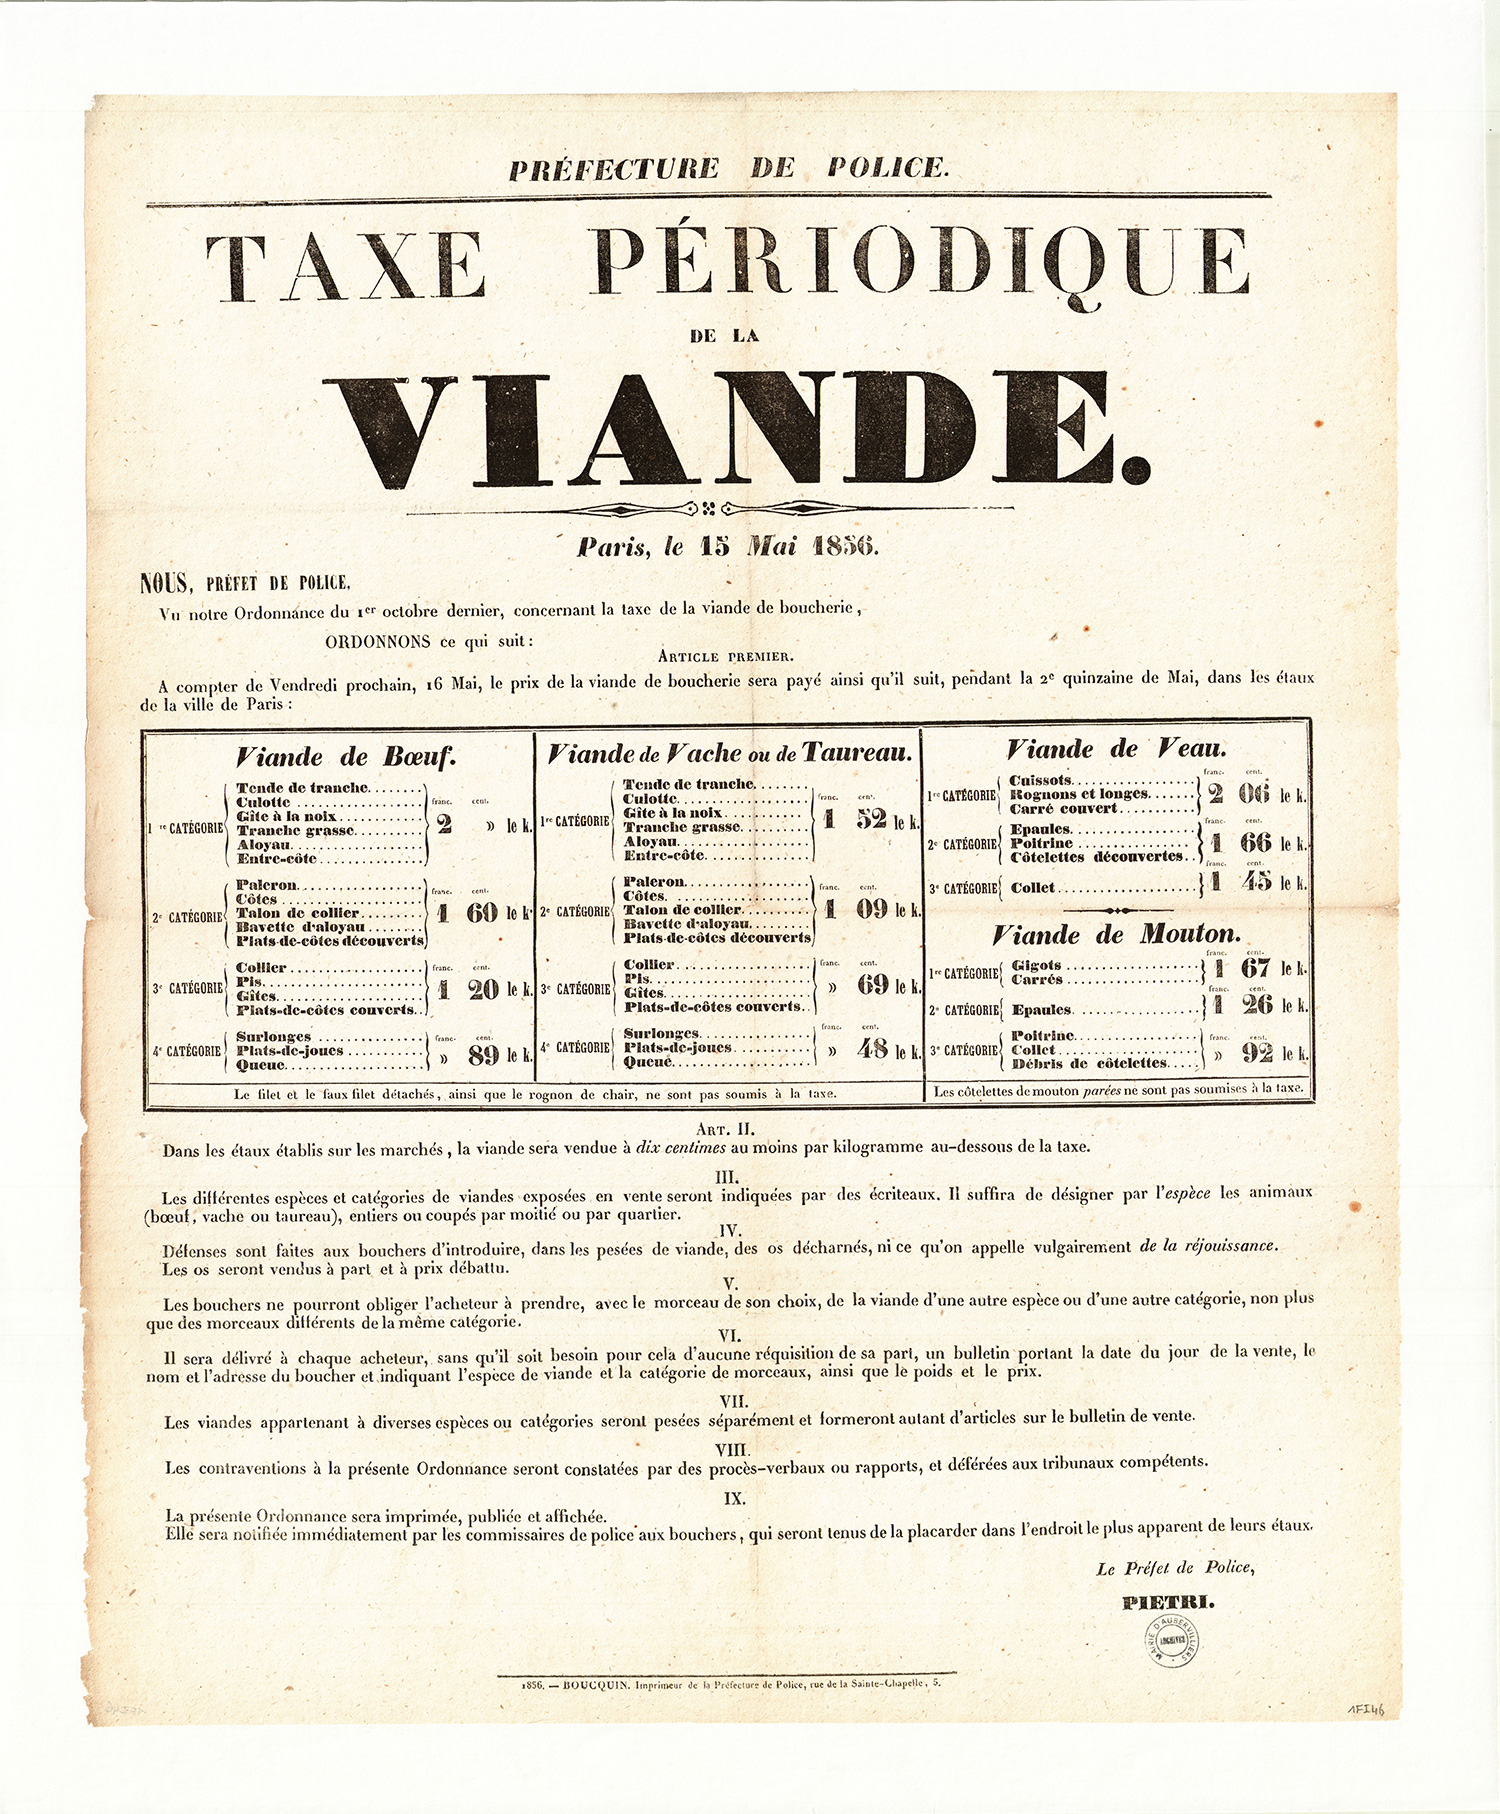 PRÉFECTURE DE POLICE.
TAXE PÉRIODIQUE
DE LA
VIANDE.
Paris, le 15 Mai 1856.
NOUS, PRÉFET DE POLICE,
Vu notre Ordonnance du 1er octobre dernier, concernant la taxe de la viande de boucherie,
ORDONNONS ce qui suit:
ARTICLE PREMIER.
A compter de Vendredi prochain, 16 Mai, le prix de la viande de boucherie sera payé ainsi qu'il suit, pendant la 2e quinzaine de Mai, dans les étaux
de la ville de Paris :
Viande de Bœuf.
1re CATÉGORIE
Tende de tranche
Culotte
Gîte à la noix
Tranche grasse
Aloyau
Entre-côte
franc. cent.
2 » le k.
2e CATÉGORIE
Paleron
Côtes
Talon de collier
Bavette d'aloyau
Plats-de-côtes découverts
franc. cent.
1 60 le k.
3e CATÉGORIE
Collier
Pis
Gîtes
Plats-de-côtes couverts
franc. cent.
1 20 le k.
4e CATÉGORIE
Surlonges
Plats-de-joues
Queue
franc. cent.
» 89 le k.
Viande de Vache ou de Taureau.
1re CATÉGORIE
Tende de tranche
Culotte
Gîte à la noix
Tranche grasse
Aloyau
Entre-côte
franc. cent.
1 52 le k.
2e CATÉGORIE
Paleron
Côtes
Talon de collier
Bavette d'aloyau
Plats-de-côtes découverts
franc. cent.
1 09 le k.
3e CATÉGORIE
Collier
Pis
Gîtes
Plats-de-côtes couverts
franc. cent.
» 69 le k.
4e CATÉGORIE
Surlonges
Plats-de-joues
Queue
franc. cent.
» 48 le k.
Le filet et le faux filet détachés, ainsi que le rognon de chair, ne sont pas soumis à la taxe.
Viande de Veau.
1re CATÉGORIE
Cuissots
Rognons et longes
Carré couvert
franc. cent.
2 06 le k.
2e CATÉGORIE
Epaules
Poitrine
Côtelettes découvertes
franc. cent.
1 66 le k.
3e CATÉGORIE
Collet
franc. cent.
1 45 le k.
Viande de Mouton.
1re CATÉGORIE
Gigots
Carrés
franc. cent.
1 67 le k.
2e CATÉGORIE
Epaules
franc. cent.
1 26 le k.
3e CATÉGORIE
Poitrine
Collet
Débris de côtelettes
franc. cent.
» 92 le k.
Les côtelettes de mouton parées ne sont pas soumises à la taxe.
ART. II.
Dans les étaux établis sur les marchés, la viande sera vendue à dix centimes au moins par kilogramme au-dessous de la taxe.
III.
Les différentes espèces et catégories de viandes exposées en vente seront indiquées par des écriteaux. Il suffira de désigner par l'espèce les animaux
(bœuf, vache ou taureau), entiers ou coupés par moitié ou par quartier.
IV.
Défenses sont faites aux bouchers d'introduire, dans les pesées de viande, des os décharnés, ni ce qu'on appelle vulgairement de la réjouissance.
Les os seront vendus à part et à prix débattu.
V.
Les bouchers ne pourront obliger l'acheteur à prendre, avec le morceau de son choix, de la viande d'une autre espèce ou d'une autre catégorie, non plus
que des morceaux différents de la même catégorie.
VI.
Il sera délivré à chaque acheteur, sans qu'il soit besoin pour cela d'aucune réquisition de sa part, un bulletin portant la date du jour de la vente, le
nom et l'adresse du boucher et indiquant l'espèce de viande et la catégorie de morceaux, ainsi que le poids et le prix.
VII.
Les viandes appartenant à diverses espèces ou catégories seront pesées séparément et formeront autant d'articles sur le bulletin de vente.
VIII.
Les contraventions à la présente Ordonnance seront constatées par des procès-verbaux ou rapports, et déférées aux tribunaux compétents.
IX.
La présente Ordonnance sera imprimée, publiée et affichée.
Elle sera notifiée immédiatement par les commissaires de police aux bouchers, qui seront tenus de la placarder dans l'endroit le plus apparent de leurs étaux.
Le Préfet de Police,
PIETRI.
MAIRIE D'AUBERVILLIERS
ARCHIVES
1856. — BOUCQUIN, Imprimeur de la Préfecture de Police, rue de la Sainte-Chapelle, 5.
1FI46